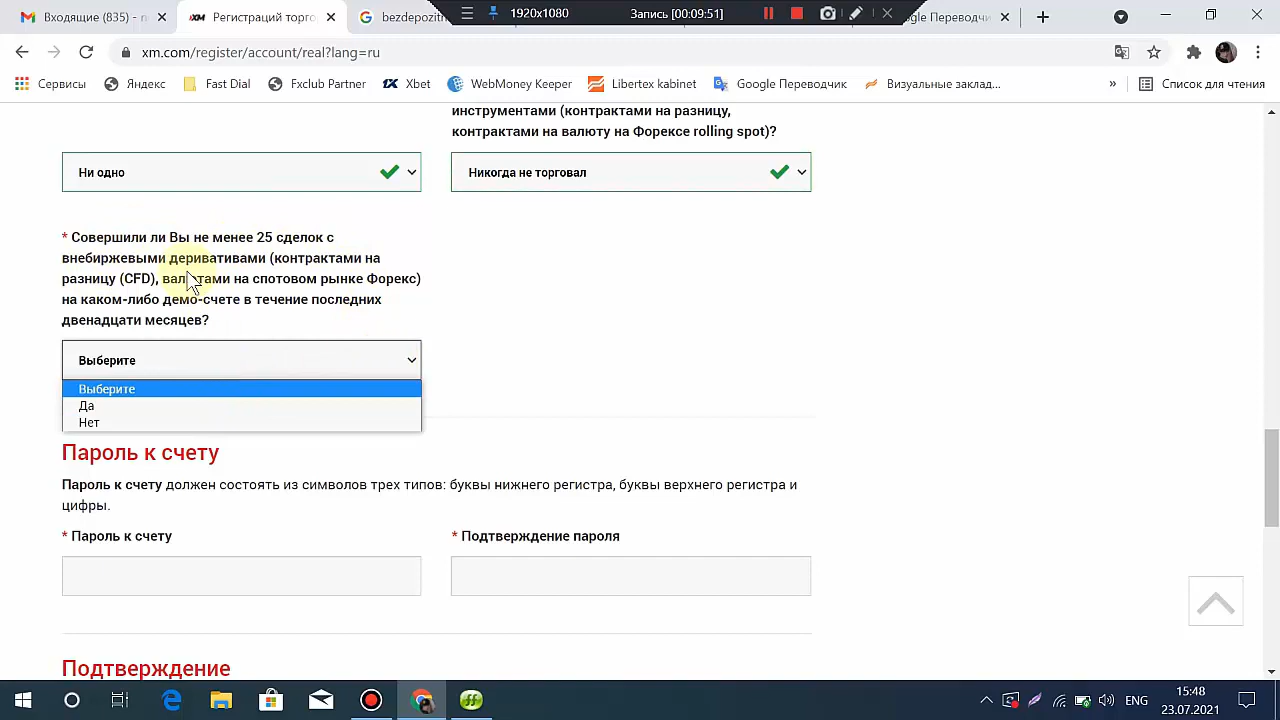 Входящие (835) - n
Регистраций торго
bezdepozitn
1920x1080
Запись [00:09:51]
gle Переводчик
xm.com/register/account/real?lang=ru
Сервисы
Яндекс
Fast Dial
Fxclub Partner
Xbet
WebMoney Keeper
Libertex kabinet
Google Переводчик
Визуальные заклад...
»
Список для чтения
инструментами (контрактами на разницу,
контрактами на валюту на Форексе rolling spot)?
Ни одно
Никогда не торговал
* Совершили ли Вы не менее 25 сделок с
внебиржевыми деривативами (контрактами на
разницу (CFD), валютами на спотовом рынке Форекс)
на каком-либо демо-счете в течение последних
двенадцати месяцев?
Выберите
Выберите
Да
Нет
Пароль к счету
Пароль к счету должен состоять из символов трех типов: буквы нижнего регистра, буквы верхнего регистра и
цифры.
* Пароль к счету
* Подтверждение пароля
Подтверждение
ENG
15:48
23.07.2021